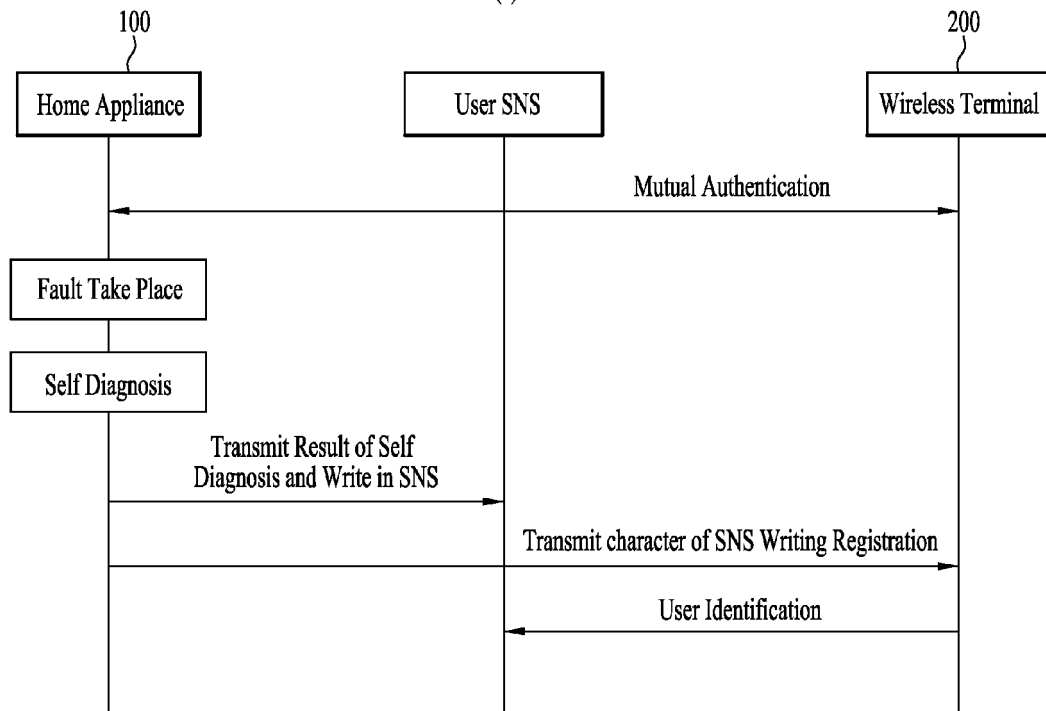 100
200
Home Appliance
User SNS
Wireless Terminal
Mutual Authentication
Fault Take Place
Self Diagnosis
Transmit Result of Self
Diagnosis and Write in SNS
Transmit character of SNS Writing Registration
User Identification